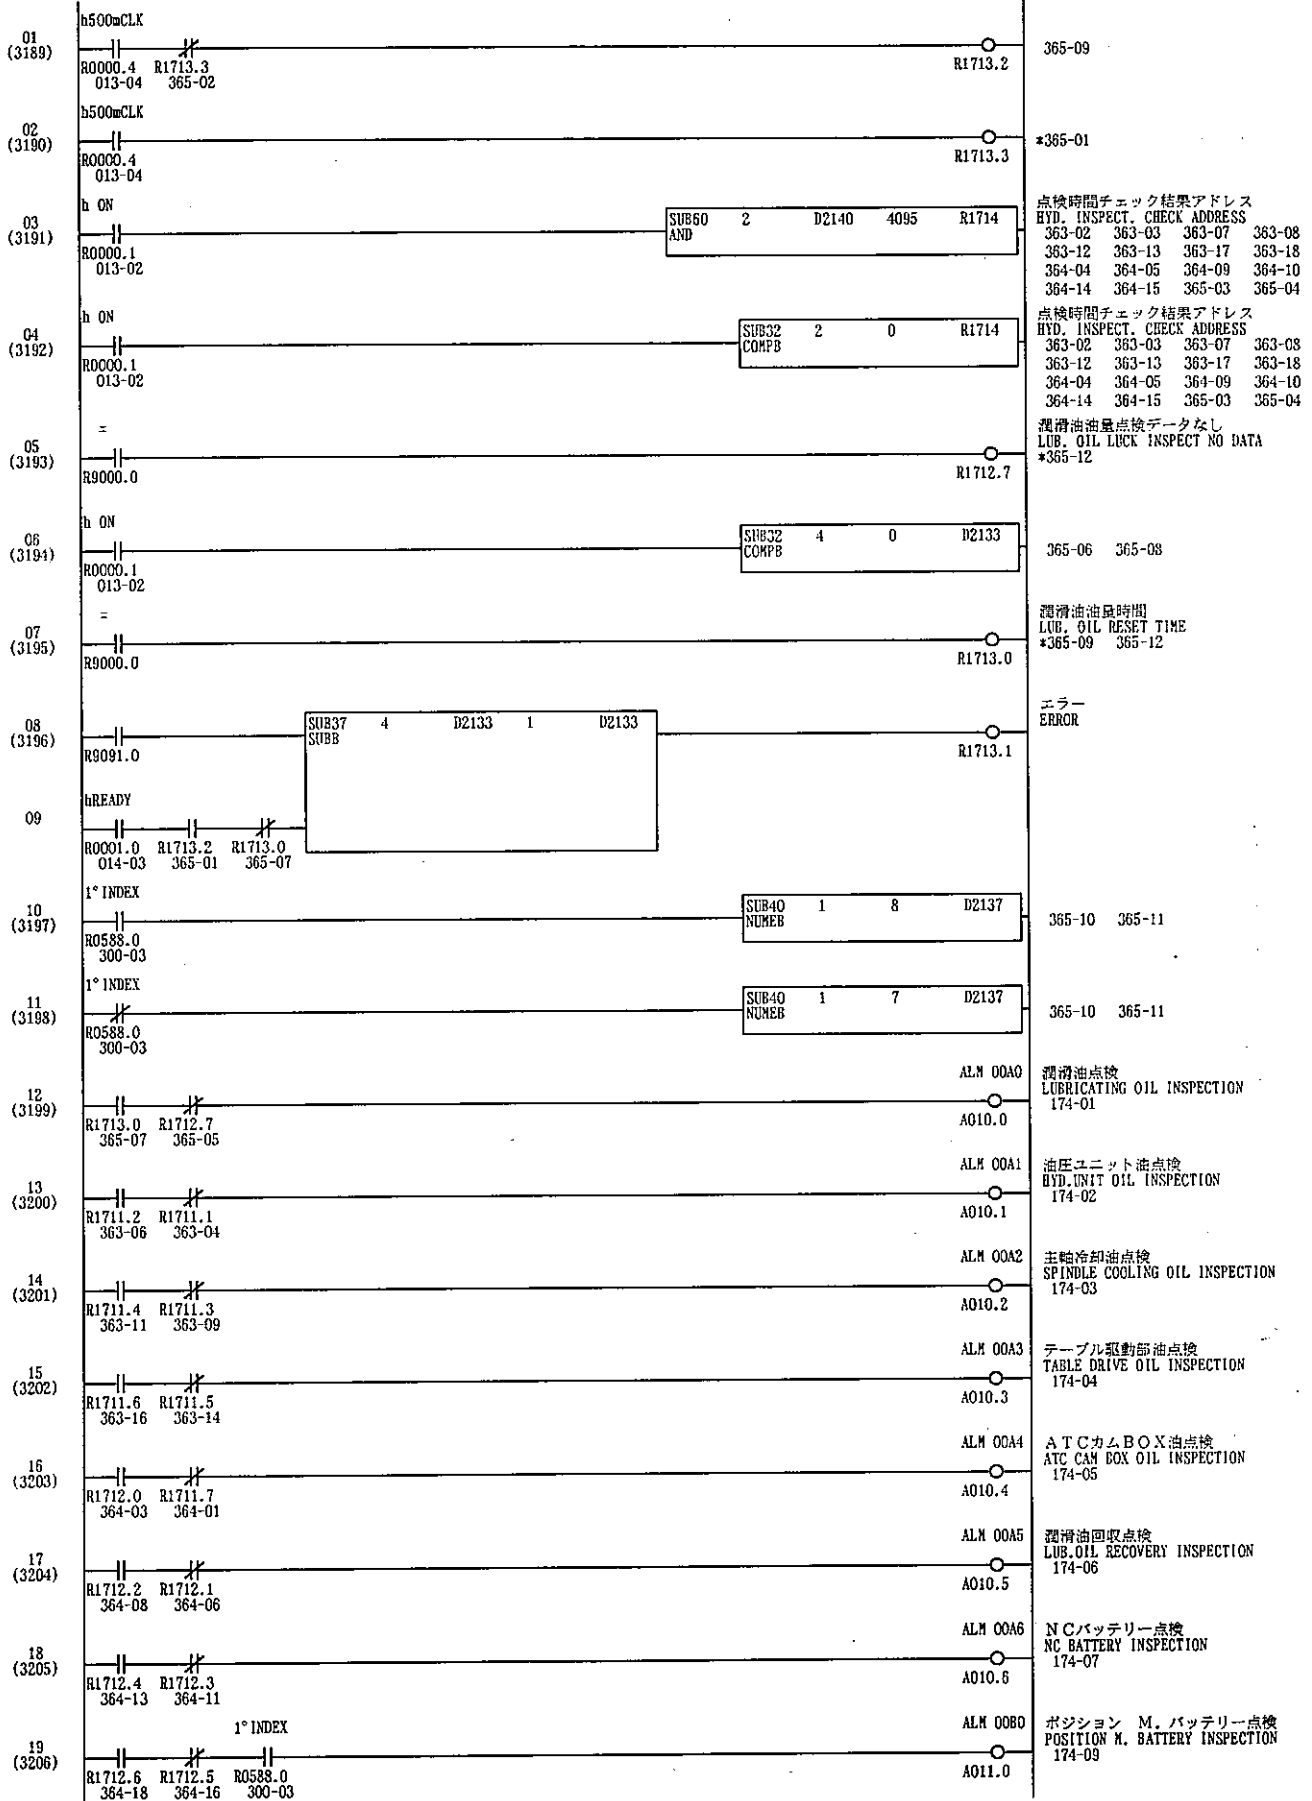 h500mCLK
01
(3189)
R0000.4 R1713.3 R1713.2 365-09
013-04 365-02
h500mCLK
02
(3190)
R0000.4 R1713.3 *365-01
013-04
h ON
03
(3191)
R0000.1
013-02
SUB60 2 D2140 4095 R1714
AND
点検時間チェック結果アドレス
HYD. INSPECT. CHECK ADDRESS
363-02 363-03 363-07 363-08
363-12 363-13 363-17 363-18
364-04 364-05 364-09 364-10
364-14 364-15 365-03 365-04
h ON
04
(3192)
R0000.1
013-02
SUB32 2 0 R1714
COMPB
点検時間チェック結果アドレス
HYD. INSPECT. CHECK ADDRESS
363-02 363-03 363-07 363-08
363-12 363-13 363-17 363-18
364-04 364-05 364-09 364-10
364-14 364-15 365-03 365-04
=
05
(3193)
R9000.0 R1712.7
潤滑油油量点検データなし
LUB. OIL LUCK INSPECT NO DATA
*365-12
h ON
06
(3194)
R0000.1
013-02
SUB32 4 0 D2133
COMPB
365-06 365-08
=
07
(3195)
R9000.0 R1713.0
潤滑油油量時間
LUB. OIL RESET TIME
*365-09 365-12
08
(3196)
R9091.0
SUB37 4 D2133 1 D2133
SUBB
R1713.1
エラー
ERROR
hREADY
09
R0001.0 R1713.2 R1713.0
014-03 365-01 365-07
1° INDEX
10
(3197)
R0588.0
300-03
SUB40 1 8 D2137
NUMEB
365-10 365-11
1° INDEX
11
(3198)
R0588.0
300-03
SUB40 1 7 D2137
NUMEB
365-10 365-11
12
(3199)
R1713.0 R1712.7
365-07 365-05
ALM 00A0
A010.0
潤滑油点検
LUBRICATING OIL INSPECTION
174-01
13
(3200)
R1711.2 R1711.1
363-06 363-04
ALM 00A1
A010.1
油圧ユニット油点検
HYD.UNIT OIL INSPECTION
174-02
14
(3201)
R1711.4 R1711.3
363-11 363-09
ALM 00A2
A010.2
主軸冷却油点検
SPINDLE COOLING OIL INSPECTION
174-03
15
(3202)
R1711.6 R1711.5
363-16 363-14
ALM 00A3
A010.3
テーブル駆動部油点検
TABLE DRIVE OIL INSPECTION
174-04
16
(3203)
R1712.0 R1711.7
364-03 364-01
ALM 00A4
A010.4
ATCカムBOX油点検
ATC CAM BOX OIL INSPECTION
174-05
17
(3204)
R1712.2 R1712.1
364-08 364-06
ALM 00A5
A010.5
潤滑油回収点検
LUB.OIL RECOVERY INSPECTION
174-06
18
(3205)
R1712.4 R1712.3
364-13 364-11
ALM 00A6
A010.6
NCバッテリー点検
NC BATTERY INSPECTION
174-07
1° INDEX
19
(3206)
R1712.6 R1712.5 R0588.0
364-18 364-16 300-03
ALM 00B0
A011.0
ポジション M．バッテリー点検
POSITION M. BATTERY INSPECTION
174-09